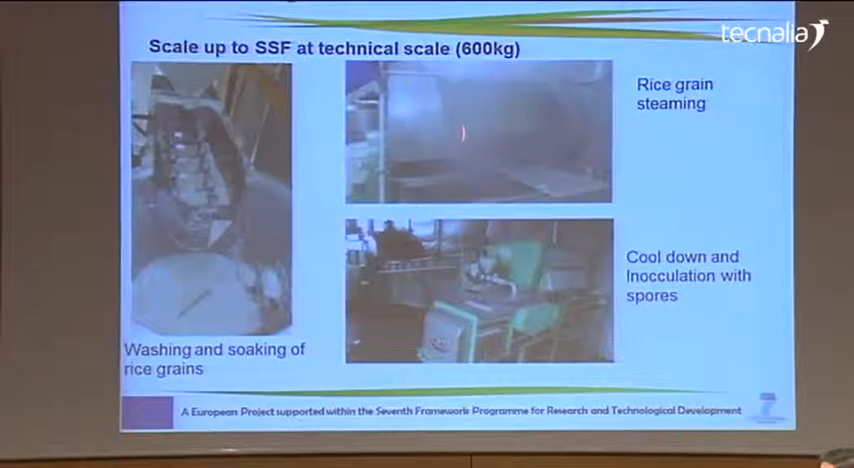 tecnalia
Scale up to SSF at technical scale (600kg)
Rice grain
steaming
Cool down and
Inocculation with
spores
Washing and soaking of
rice grains
A European Project supported within the Seventh Framework Programme for Research and Technological Development